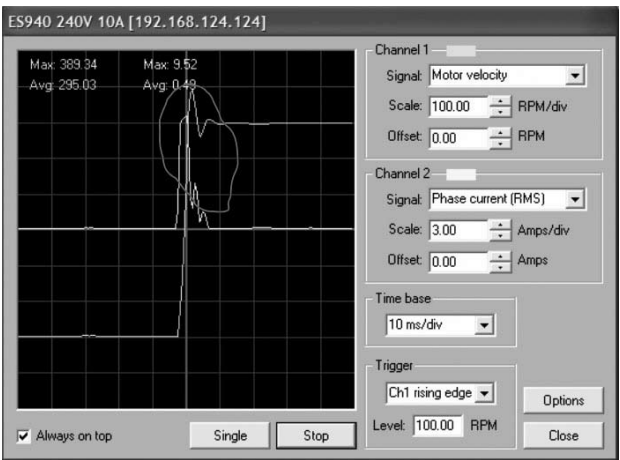 ES940 240V 10A [192.168.124.124]
Max: 389.34 Max: 9.52
Avg: 295.03 Avg: 0.49
Channel 1
Signal: Motor velocity
Scale: 100.00 RPM/div
Offset: 0.00 RPM
Channel 2
Signal: Phase current (RMS)
Scale: 3.00 Amps/div
Offset: 0.00 Amps
Time base
10 ms/div
Trigger
Ch1 rising edge
Level: 100.00 RPM
Options
Close
Always on top
Single
Stop